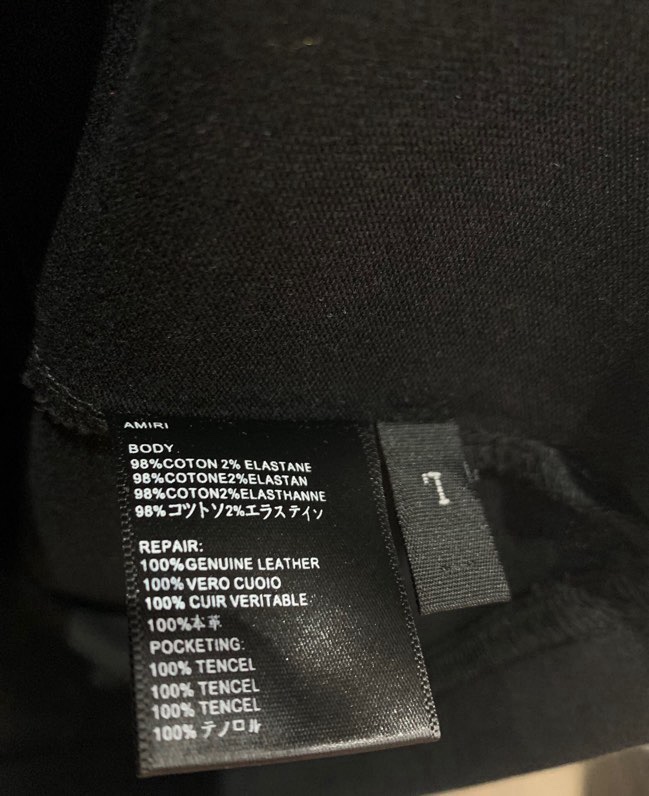 AMIRI
BODY
98%COTON 2% ELASTANE
98%COTONE2%ELASTAN
98%COTON2%ELASTHANNE
98%コツトソ2%エラステイン
REPAIR:
100%GENUINE LEATHER
100% VERO CUOIO
100% CUIR VERITABLE
100%本革
POCKETING:
100% TENCEL
100% TENCEL
100% TENCEL
100%テノロル
L